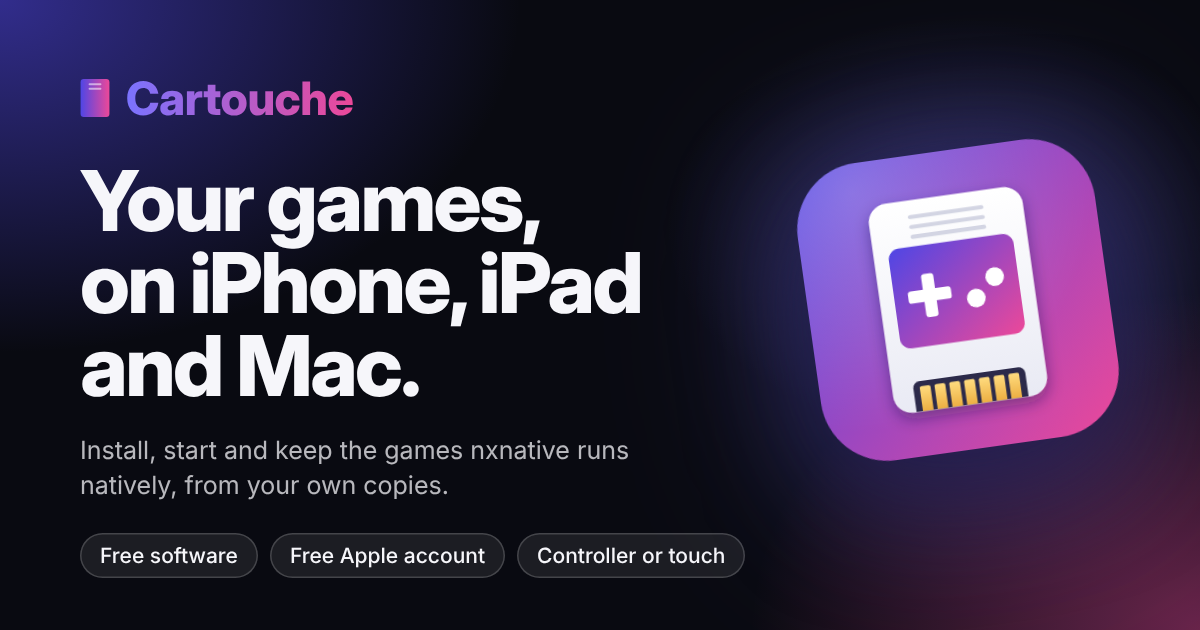 Cartouche
Your games,
on iPhone, iPad
and Mac.
Install, start and keep the games nxnative runs
natively, from your own copies.
Free software
Free Apple account
Controller or touch